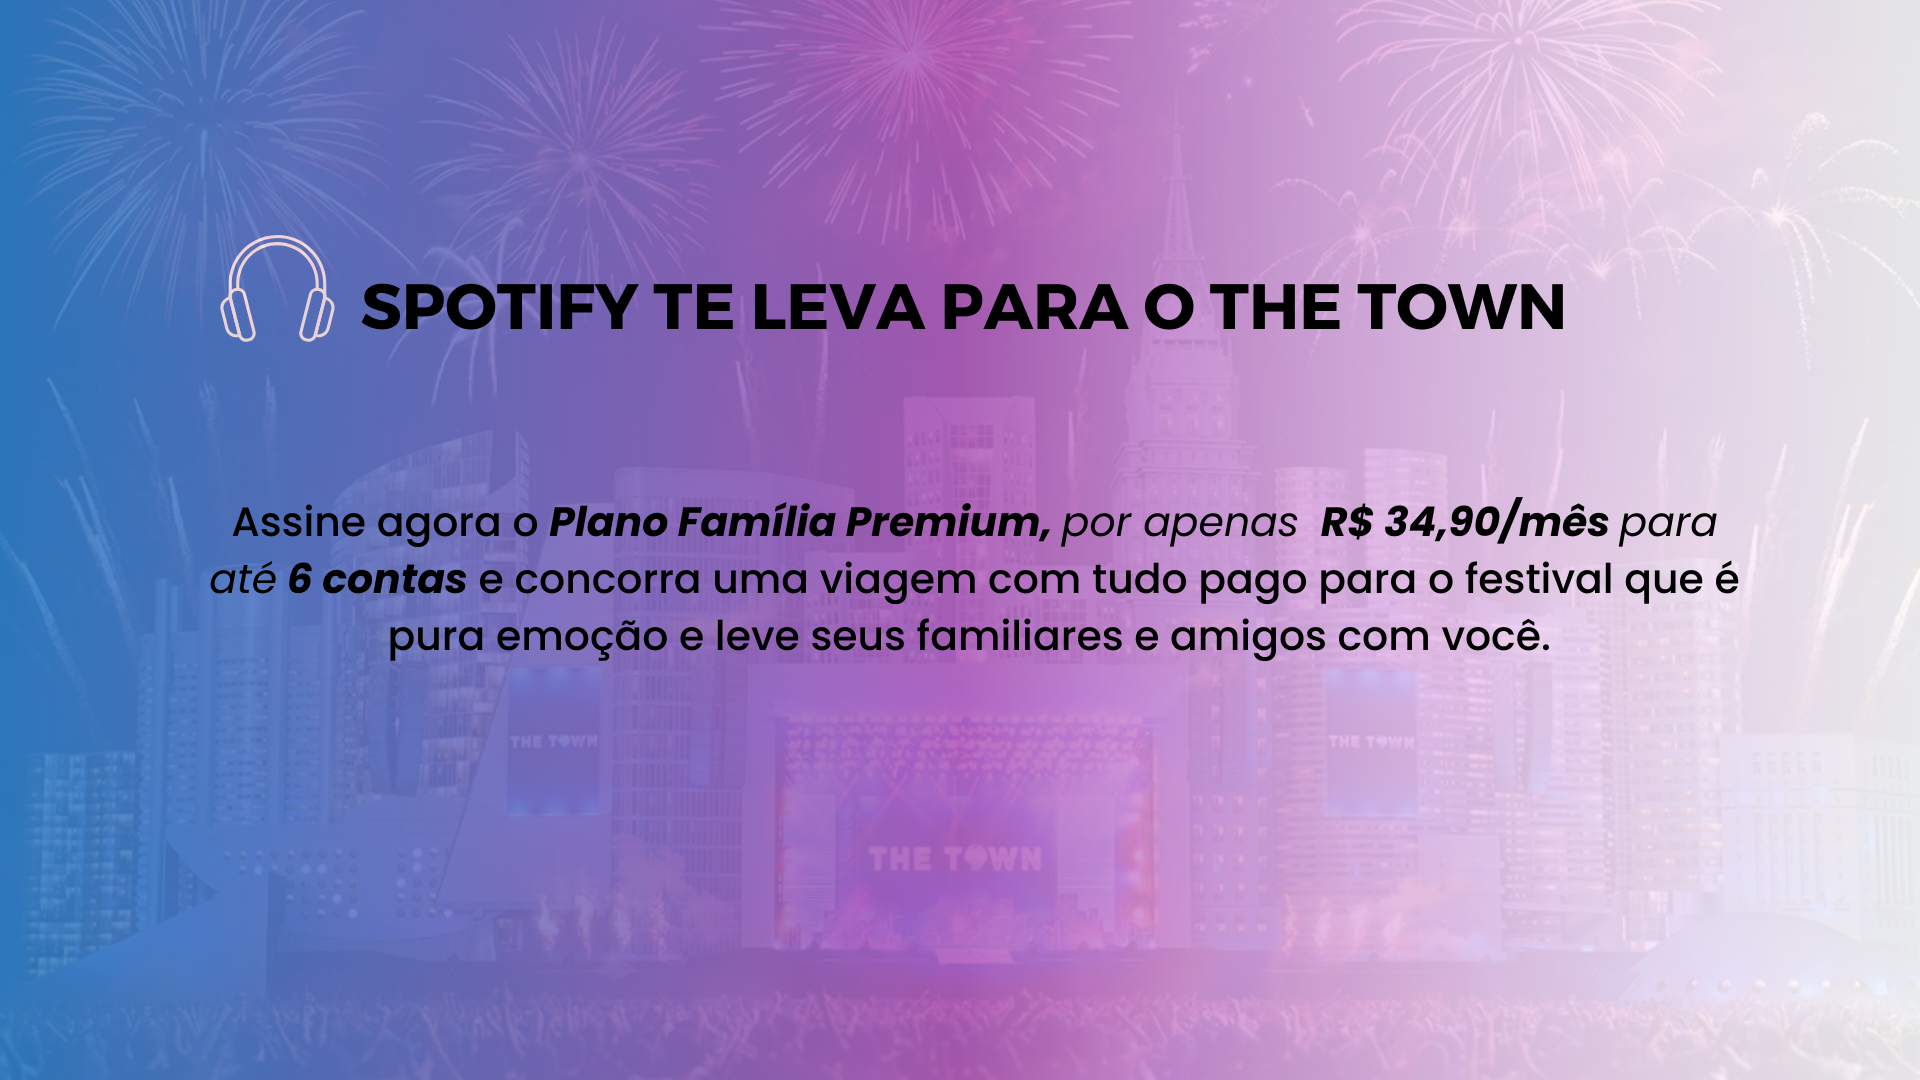 SPOTIFY TE LEVA PARA O THE TOWN
Assine agora o Plano Família Premium, por apenas R$ 34,90/mês para
até 6 contas e concorra uma viagem com tudo pago para o festival que é
pura emoção e leve seus familiares e amigos com você.
THE TOWN
THE TOWN
THE TOWN